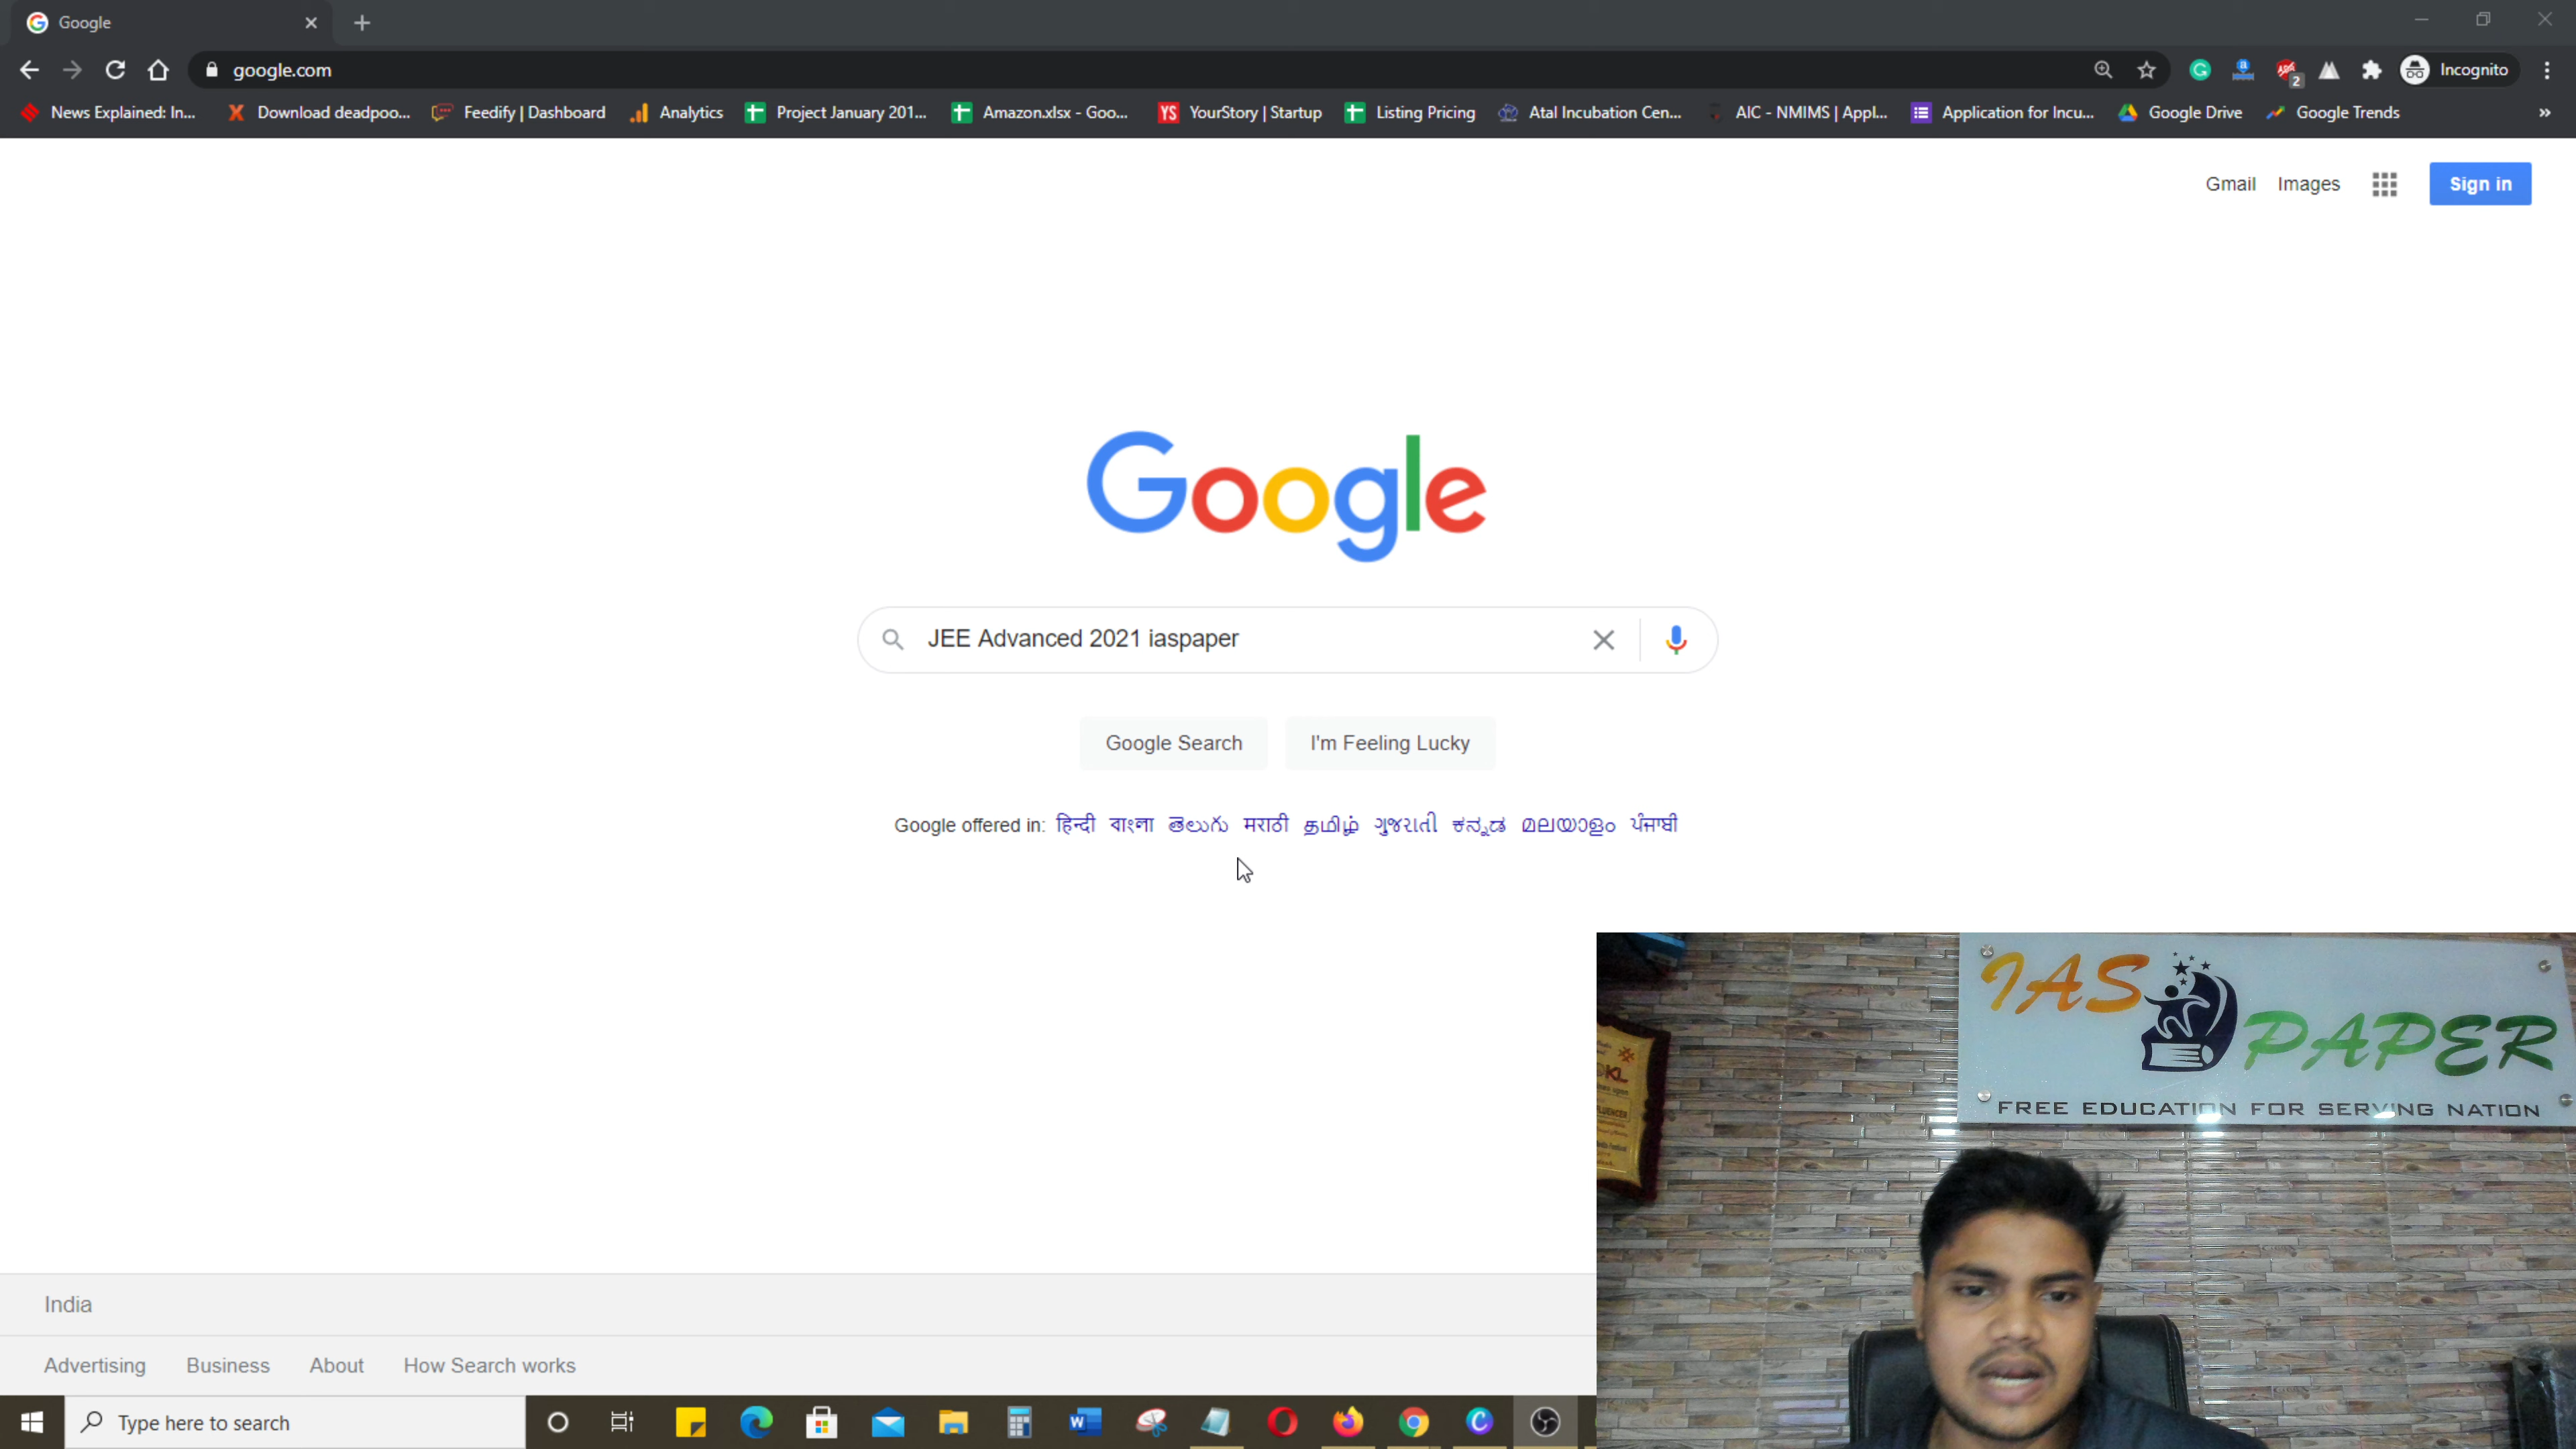 Google
google.com
2
Incognito
News Explained: In...
Download deadpoo...
Feedify | Dashboard
Analytics
Project January 201...
Amazon.xlsx - Goo...
YS
YourStory | Startup
Listing Pricing
Atal Incubation Cen...
AIC - NMIMS | Appl...
Application for Incu...
Google Drive
Google Trends
»
Gmail Images Sign in
Google
JEE Advanced 2021 iaspaper
Google Search
I'm Feeling Lucky
Google offered in: हिन्दी বাংলা తెలుగు मराठी தமிழ் ગુજરાતી ಕನ್ನಡ മലയാളം ਪੰਜਾਬੀ
IAS
PAPER
FREE EDUCATION FOR SERVING NATION
India
Advertising Business About How Search works
Type here to search